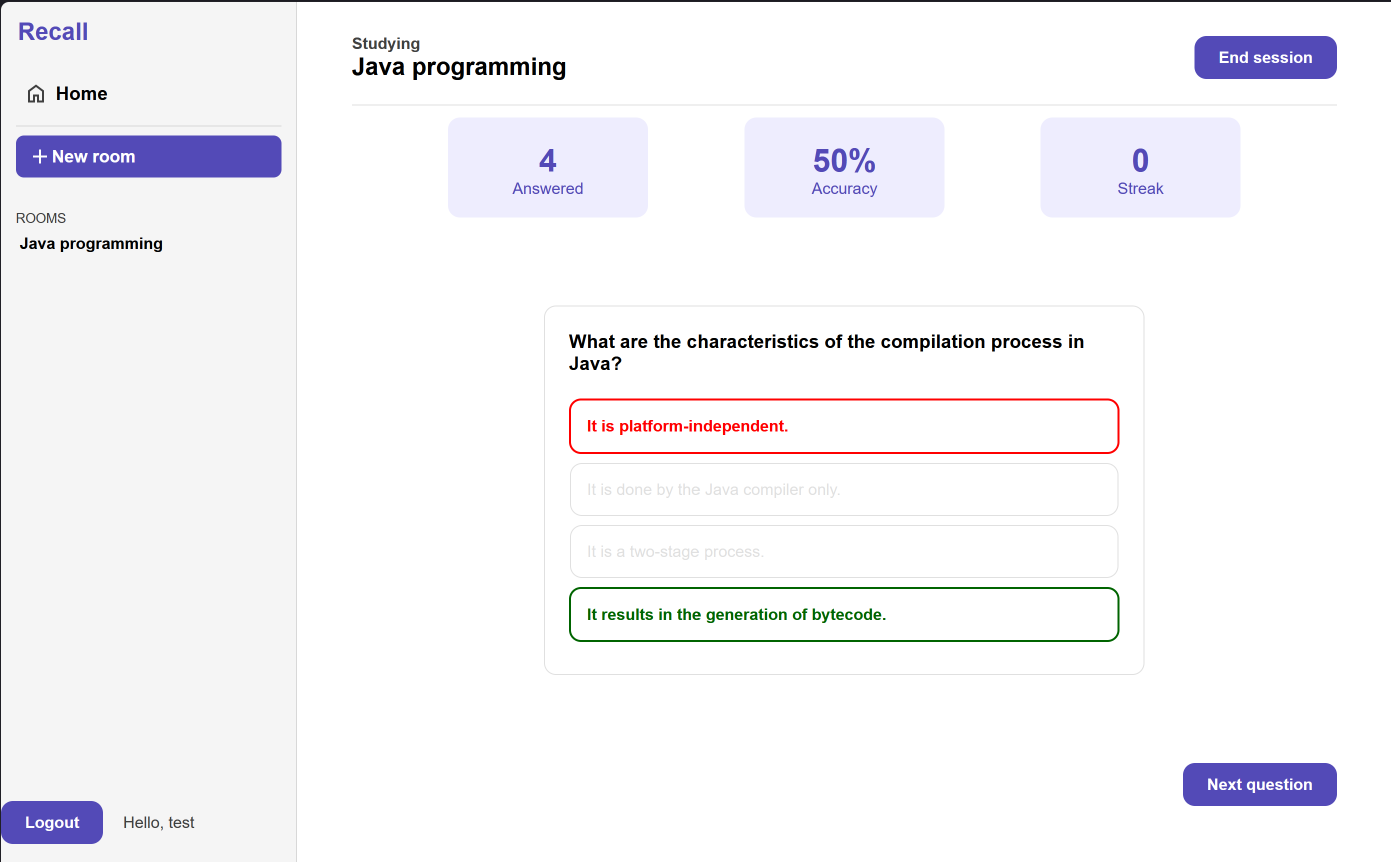 Recall
Home
+ New room
ROOMS
Java programming
Logout
Hello, test
Studying
Java programming
End session
4
Answered
50%
Accuracy
0
Streak
What are the characteristics of the compilation process in
Java?
It is platform-independent.
It is done by the Java compiler only.
It is a two-stage process.
It results in the generation of bytecode.
Next question